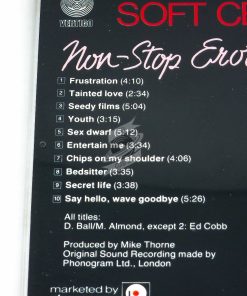 VERTIGO
SOFT CE
Non-Stop Erot
1 Frustration (4:10)
2 Tainted love (2:34)
3 Seedy films (5:04)
4 Youth (3:15)
5 Sex dwarf (5:12)
6 Entertain me (3:34)
7 Chips on my shoulder (4:06)
8 Bedsitter (3:35)
9 Secret life (3:38)
10 Say hello, wave goodbye (5:26)
All titles:
D. Ball/M. Almond, except 2: Ed Cobb
Produced by Mike Thorne
Original Sound Recording made by
Phonogram Ltd., London
marketed by